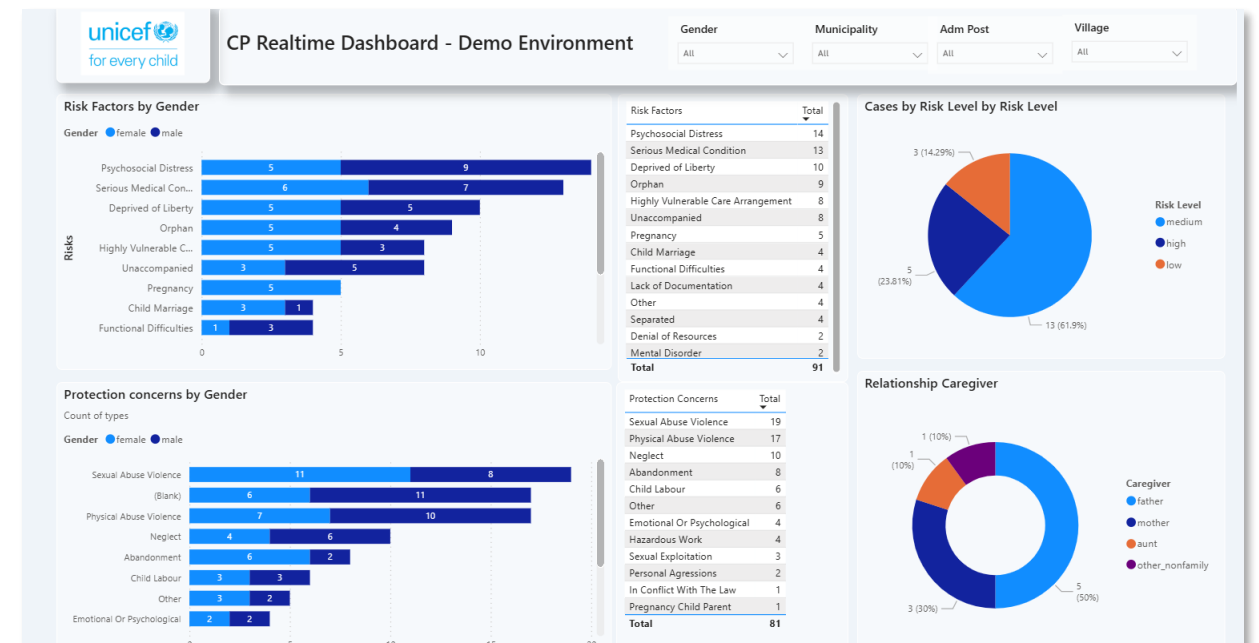 unicef
for every child
CP Realtime Dashboard - Demo Environment
Gender
All
Municipality
All
Adm Post
All
Village
All
Risk Factors by Gender
Gender female male
Risks
Psychosocial Distress 5 9
Serious Medical Con... 6 7
Deprived of Liberty 5 5
Orphan 5 4
Highly Vulnerable C... 5 3
Unaccompanied 3 5
Pregnancy 5
Child Marriage 3 1
Functional Difficulties 1 3
0 5 10
Risk Factors Total
Psychosocial Distress 14
Serious Medical Condition 13
Deprived of Liberty 10
Orphan 9
Highly Vulnerable Care Arrangement 8
Unaccompanied 8
Pregnancy 5
Child Marriage 4
Functional Difficulties 4
Lack of Documentation 4
Other 4
Separated 4
Denial of Resources 2
Mental Disorder 2
Total 91
Cases by Risk Level by Risk Level
3 (14.29%)
5
(23.81%)
13 (61.9%)
Risk Level
medium
high
low
Protection concerns by Gender
Count of types
Gender female male
Sexual Abuse Violence 11 8
(Blank) 6 11
Physical Abuse Violence 7 10
Neglect 4 6
Abandonment 6 2
Child Labour 3 3
Other 3 2
Emotional Or Psychological 2 2
Protection Concerns Total
Sexual Abuse Violence 19
Physical Abuse Violence 17
Neglect 10
Abandonment 8
Child Labour 6
Other 6
Emotional Or Psychological 4
Hazardous Work 4
Sexual Exploitation 3
Personal Agressions 2
In Conflict With The Law 1
Pregnancy Child Parent 1
Total 81
Relationship Caregiver
1 (10%)
1
(10%)
3 (30%)
5
(50%)
Caregiver
father
mother
aunt
other_nonfamily